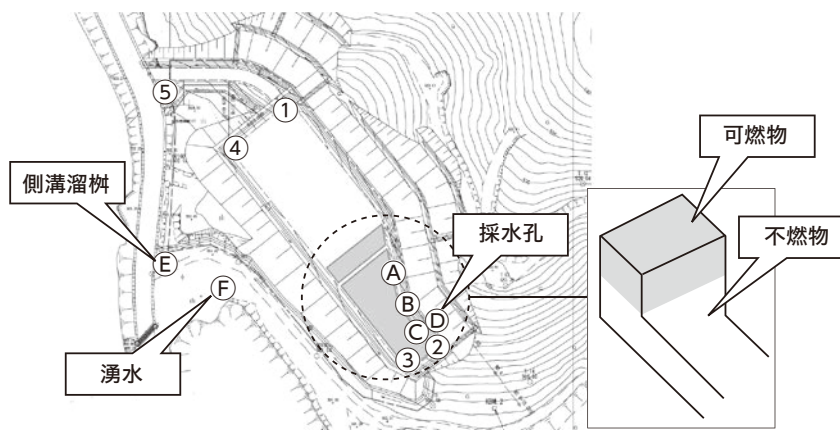 ⑤
①
④
側溝溜桝
採水孔
Ⓔ
Ⓐ
Ⓕ
Ⓑ
Ⓓ
Ⓒ
②
③
湧水
可燃物
不燃物